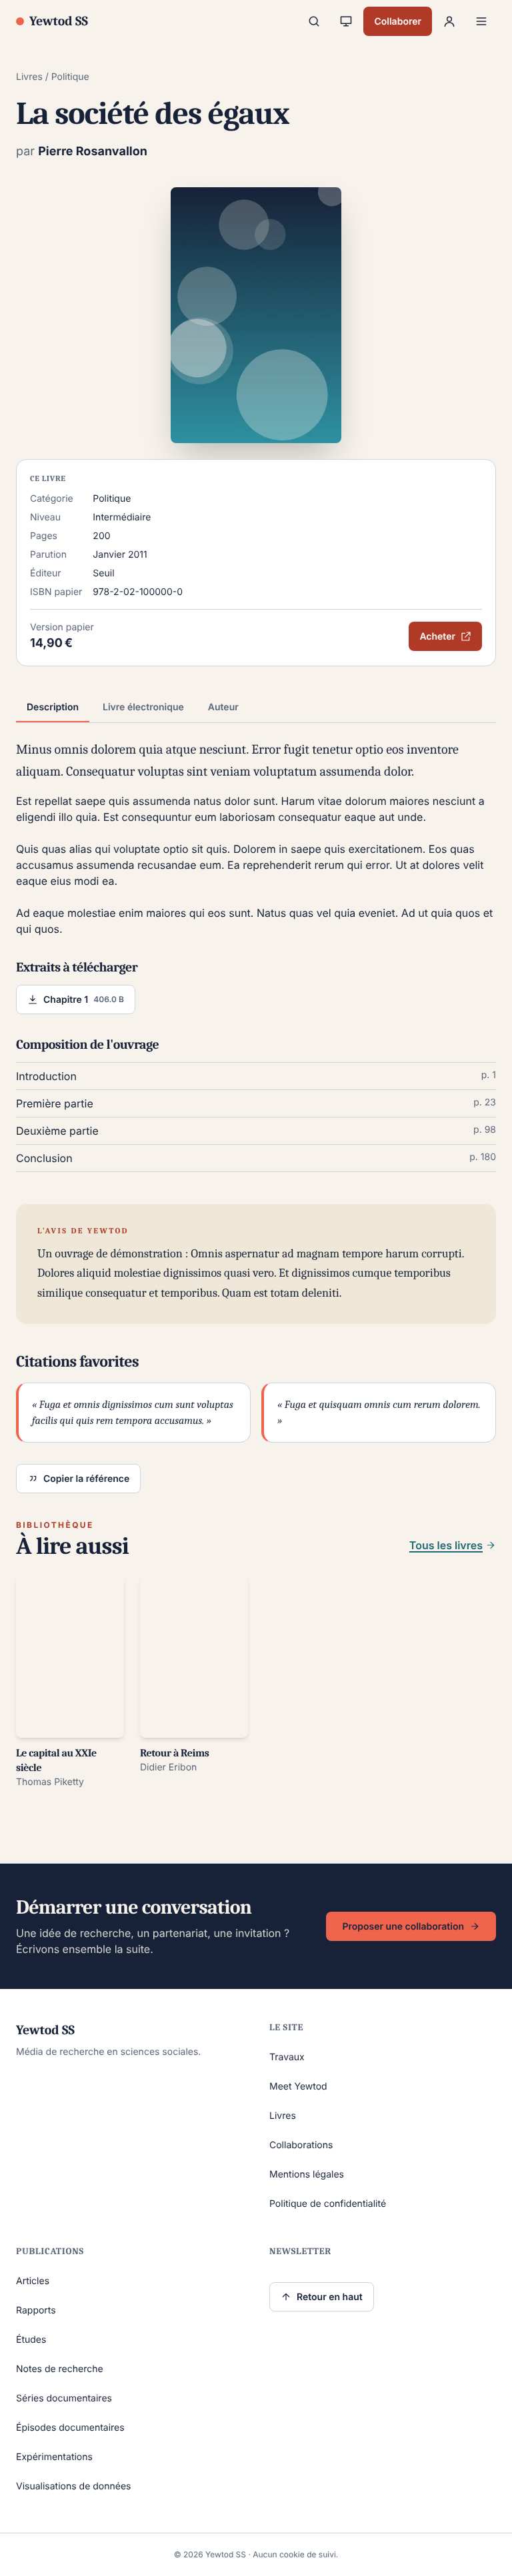 Yewtod SS
Collaborer
Livres / Politique
La société des égaux
par Pierre Rosanvallon
CE LIVRE
Catégorie Politique
Niveau Intermédiaire
Pages 200
Parution Janvier 2011
Éditeur Seuil
ISBN papier 978-2-02-100000-0
Version papier
14,90 €
Acheter
Description Livre électronique Auteur
Minus omnis dolorem quia atque nesciunt. Error fugit tenetur optio eos inventore
aliquam. Consequatur voluptas sint veniam voluptatum assumenda dolor.
Est repellat saepe quis assumenda natus dolor sunt. Harum vitae dolorum maiores nesciunt a
eligendi illo quia. Est consequuntur eum laboriosam consequatur eaque aut unde.
Quis quas alias qui voluptate optio sit quis. Dolorem in saepe quis exercitationem. Eos quas
accusamus assumenda recusandae eum. Ea reprehenderit rerum qui error. Ut at dolores velit
eaque eius modi ea.
Ad eaque molestiae enim maiores qui eos sunt. Natus quas vel quia eveniet. Ad ut quia quos et
qui quos.
Extraits à télécharger
Chapitre 1 406.0 B
Composition de l'ouvrage
Introduction p. 1
Première partie p. 23
Deuxième partie p. 98
Conclusion p. 180
L'AVIS DE YEWTOD
Un ouvrage de démonstration : Omnis aspernatur ad magnam tempore harum corrupti.
Dolores aliquid molestiae dignissimos quasi vero. Et dignissimos cumque temporibus
similique consequatur et temporibus. Quam est totam deleniti.
Citations favorites
« Fuga et omnis dignissimos cum sunt voluptas
facilis qui quis rem tempora accusamus. »
« Fuga et quisquam omnis cum rerum dolorem.
»
Copier la référence
BIBLIOTHÈQUE
À lire aussi
Tous les livres
Le capital au XXIe
siècle
Thomas Piketty
Retour à Reims
Didier Eribon
Démarrer une conversation
Une idée de recherche, un partenariat, une invitation ?
Écrivons ensemble la suite.
Proposer une collaboration
Yewtod SS
Média de recherche en sciences sociales.
LE SITE
Travaux
Meet Yewtod
Livres
Collaborations
Mentions légales
Politique de confidentialité
PUBLICATIONS
Articles
Rapports
Études
Notes de recherche
Séries documentaires
Épisodes documentaires
Expérimentations
Visualisations de données
NEWSLETTER
Retour en haut
© 2026 Yewtod SS · Aucun cookie de suivi.